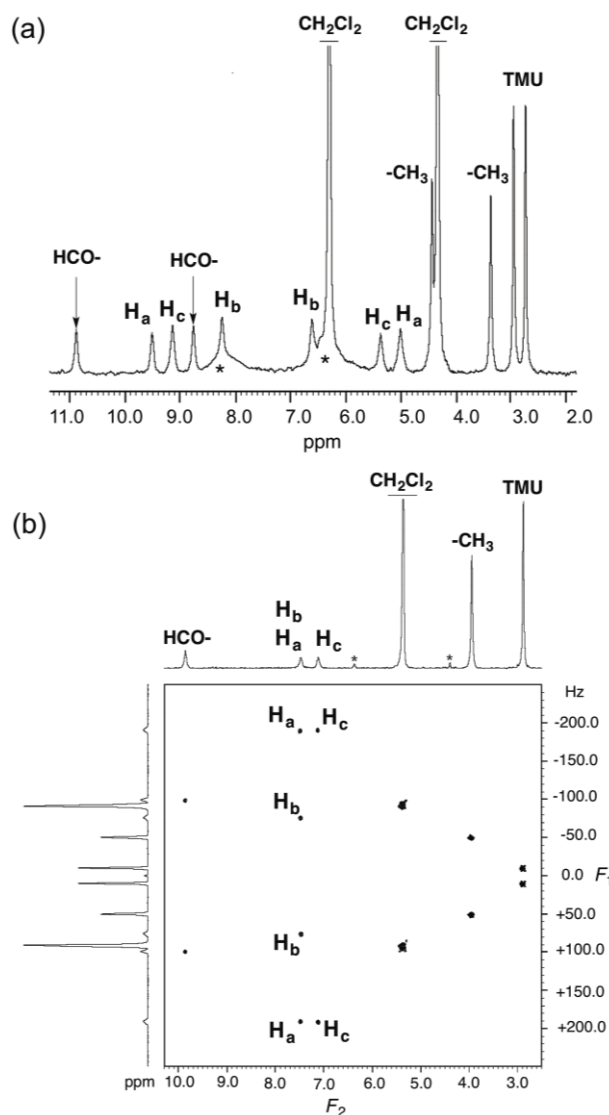 (a)
CH2Cl2 CH2Cl2
TMU
-CH3 -CH3
HCO- HCO-
Ha Hc Hb Hb Hc Ha
* *
11.0 10.0 9.0 8.0 7.0 6.0 5.0 4.0 3.0 2.0
ppm
(b)
CH2Cl2 TMU
-CH3
Hb
HCO- Ha Hc
* *
Hz
Ha Hc -200.0
-150.0
Hb -100.0
-50.0
0.0 F1
+50.0
Hb +100.0
+150.0
Ha Hc +200.0
ppm 10.0 9.0 8.0 7.0 6.0 5.0 4.0 3.0
F2